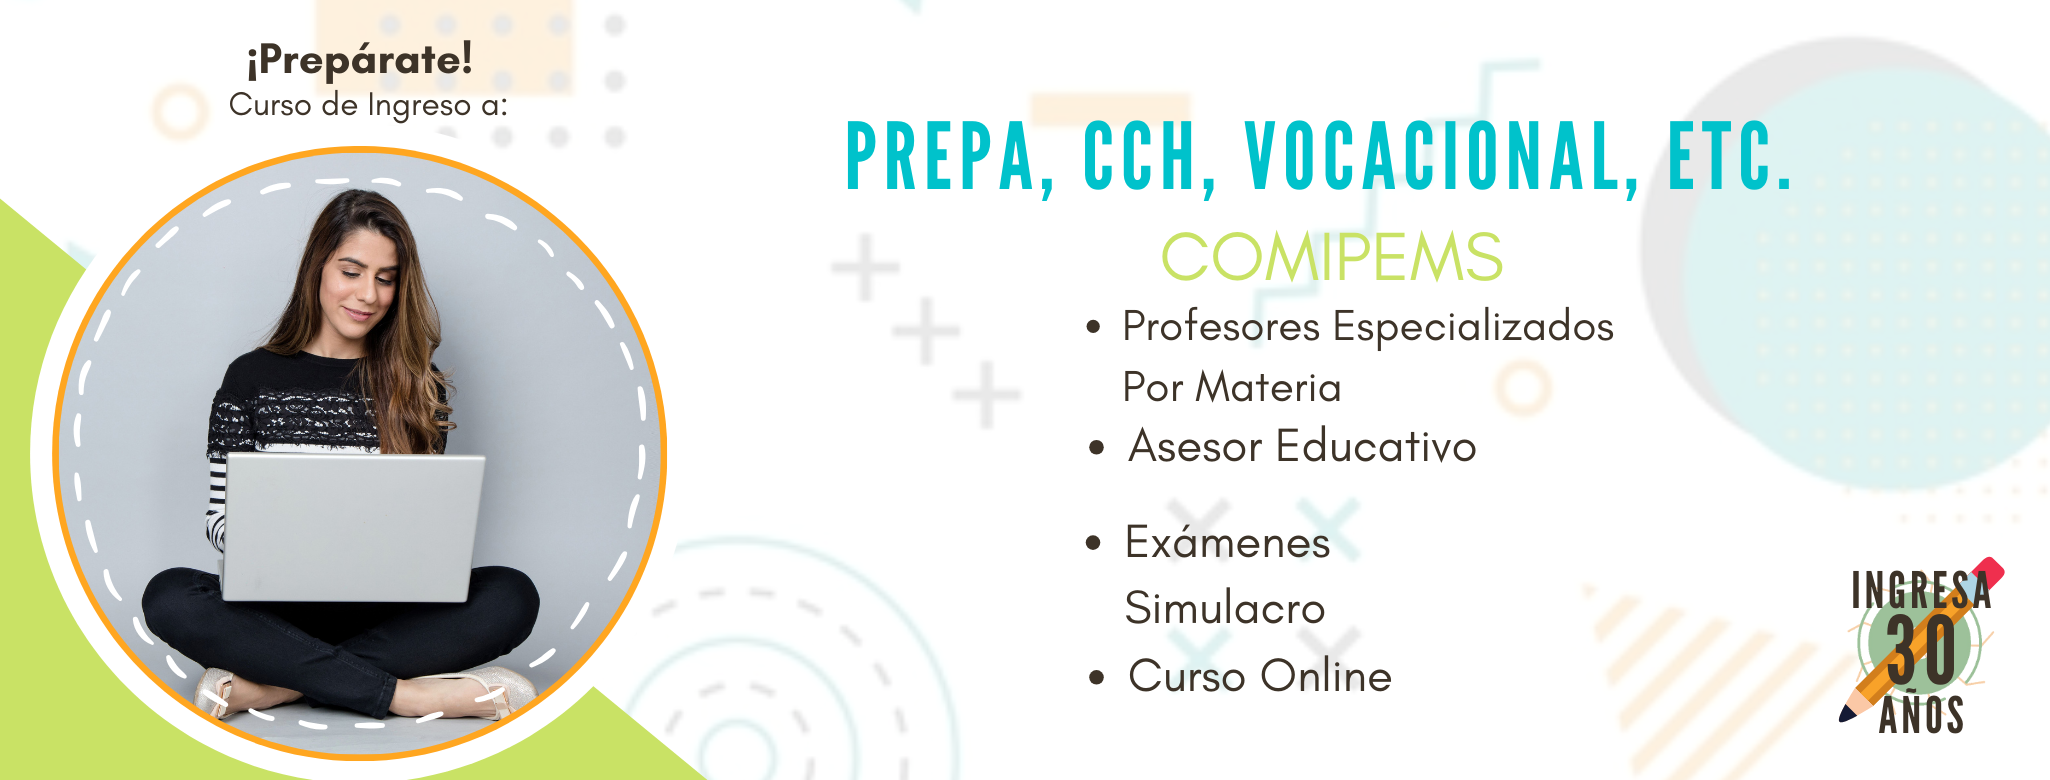 ¡Prepárate!
Curso de Ingreso a:
PREPA, CCH, VOCACIONAL, ETC.
COMIPEMS
• Profesores Especializados
Por Materia
• Asesor Educativo
• Exámenes
Simulacro
• Curso Online
INGRESA
30
AÑOS